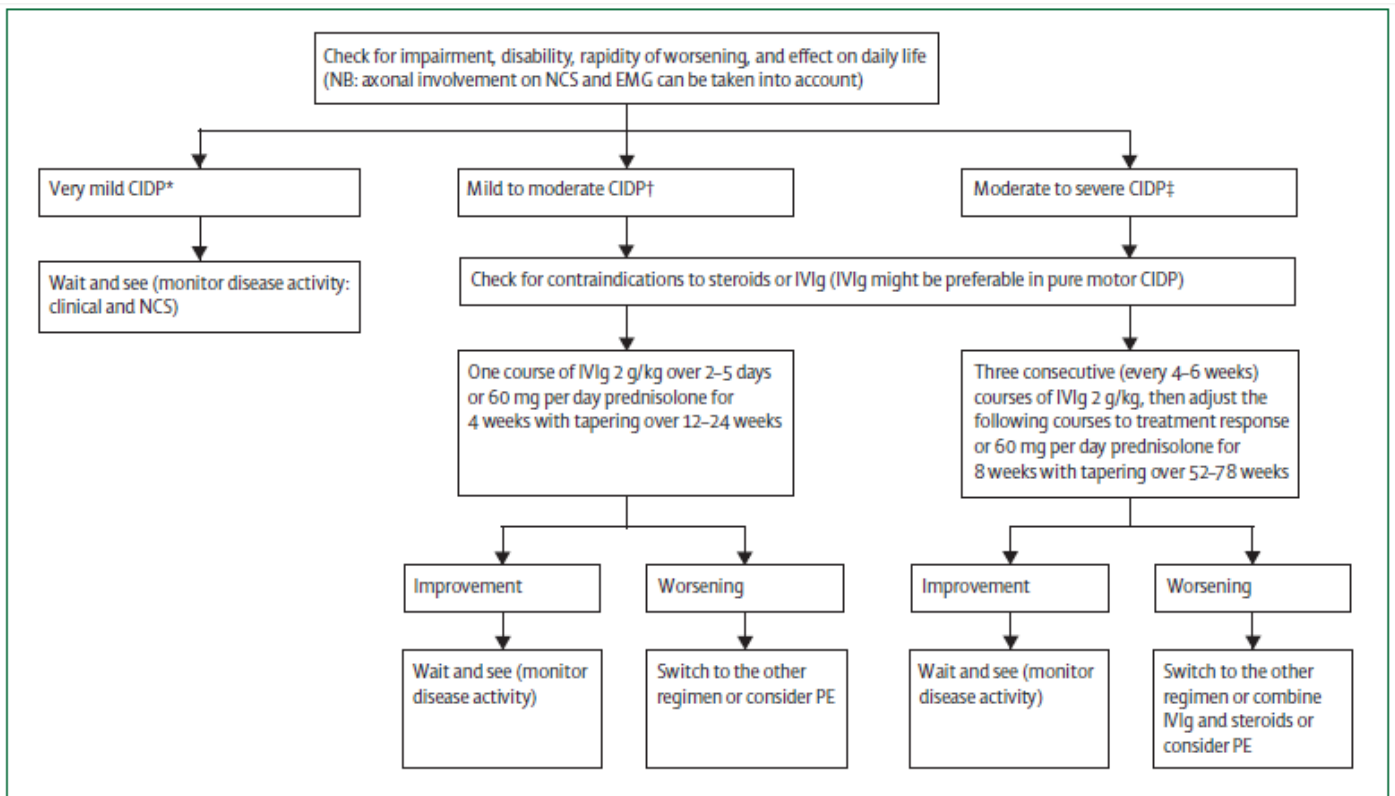 Check for impairment, disability, rapidity of worsening, and effect on daily life
(NB: axonal involvement on NCS and EMG can be taken into account)
Very mild CIDP*
Mild to moderate CIDP†
Moderate to severe CIDP‡
Wait and see (monitor disease activity:
clinical and NCS)
Check for contraindications to steroids or IVIg (IVIg might be preferable in pure motor CIDP)
One course of IVIg 2 g/kg over 2–5 days
or 60 mg per day prednisolone for
4 weeks with tapering over 12–24 weeks
Three consecutive (every 4–6 weeks)
courses of IVIg 2 g/kg, then adjust the
following courses to treatment response
or 60 mg per day prednisolone for
8 weeks with tapering over 52–78 weeks
Improvement
Worsening
Improvement
Worsening
Wait and see (monitor
disease activity)
Switch to the other
regimen or consider PE
Wait and see (monitor
disease activity)
Switch to the other
regimen or combine
IVIg and steroids or
consider PE